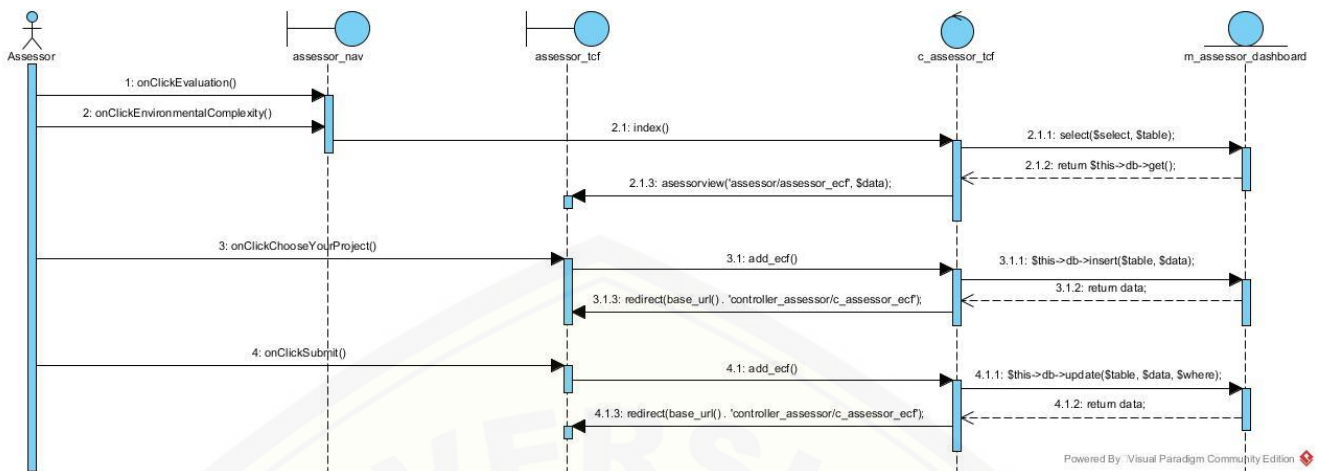 Assessor
assessor_nav
assessor_tcf
c_assessor_tcf
m_assessor_dashboard
1: onClickEvaluation()
2: onClickEnvironmentalComplexity()
2.1: index()
2.1.1: select($select, $table);
2.1.2: return $this->db->get();
2.1.3: asessorview('assessor/assessor_ecf', $data);
3: onClickChooseYourProject()
3.1: add_ecf()
3.1.1: $this->db->insert($table, $data);
3.1.2: return data;
3.1.3: redirect(base_url() . 'controller_assessor/c_assessor_ecf');
4: onClickSubmit()
4.1: add_ecf()
4.1.1: $this->db->update($table, $data, $where);
4.1.2: return data;
4.1.3: redirect(base_url() . 'controller_assessor/c_assessor_ecf');
VERSI
Powered By Visual Paradigm Community Edition